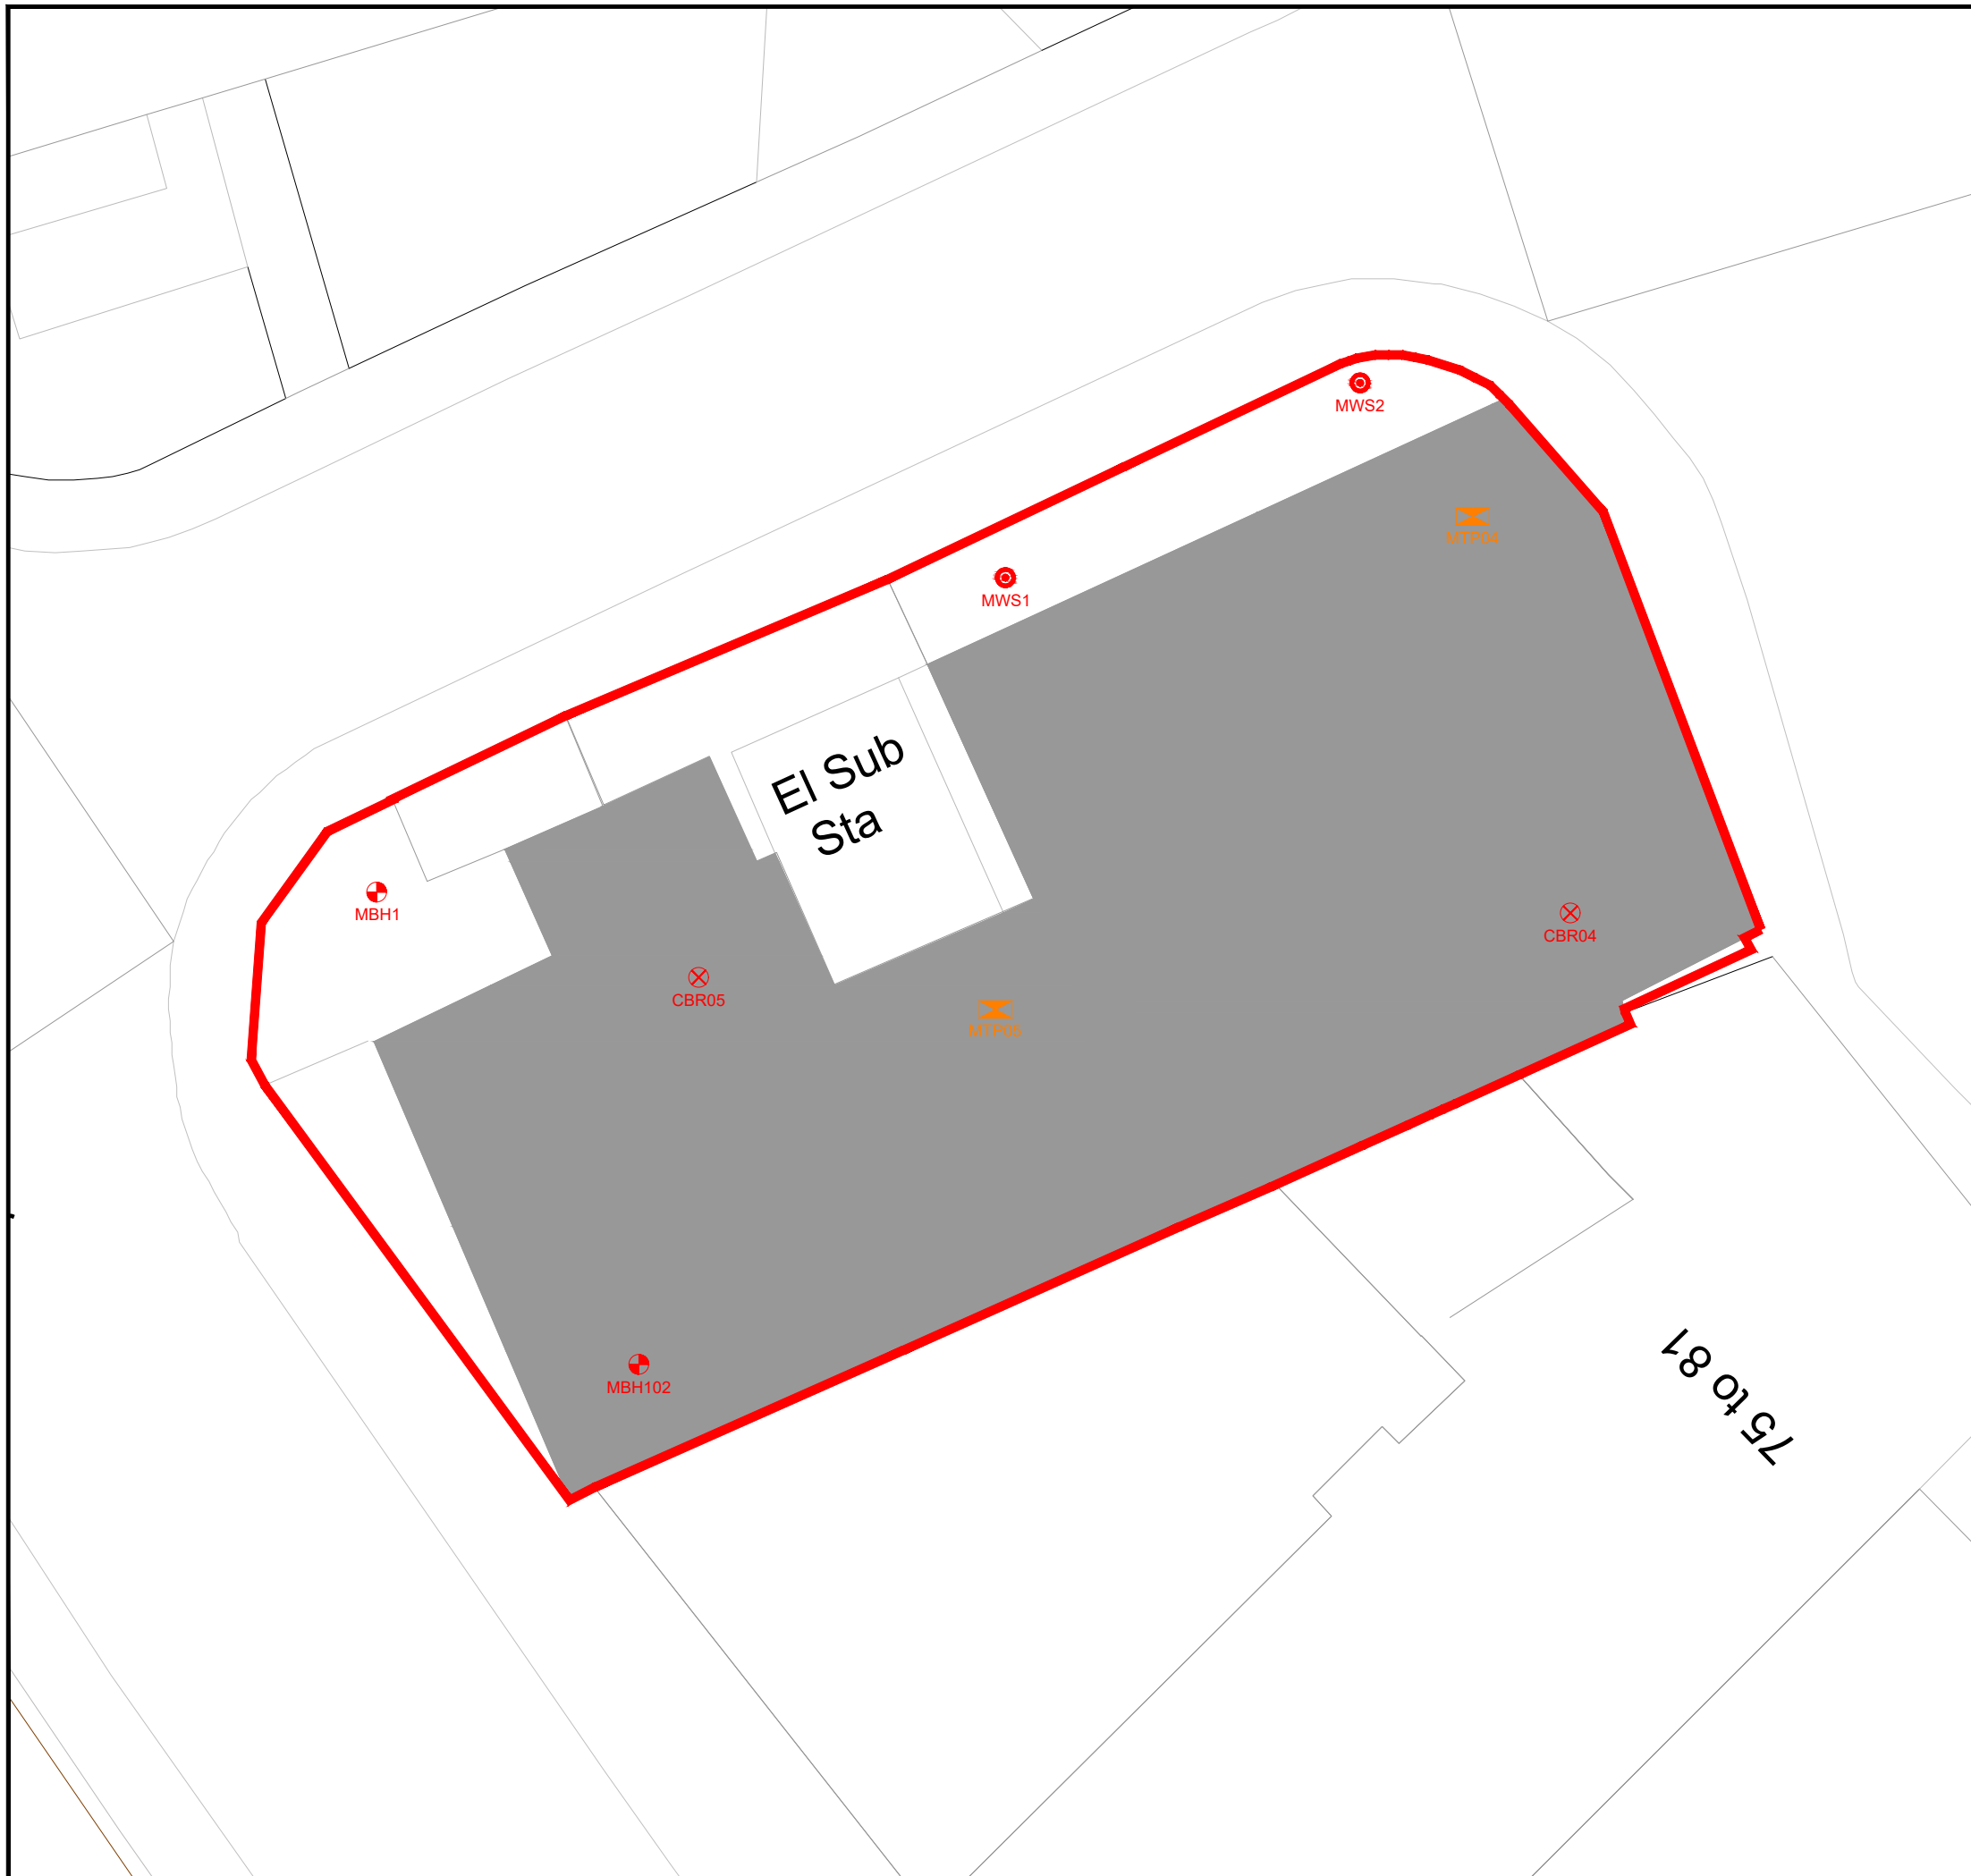 MWS2
MTP04
MWS1
El Sub
Sta
MBH1
CBR04
CBR05
MTP05
75 to 81
MBH102